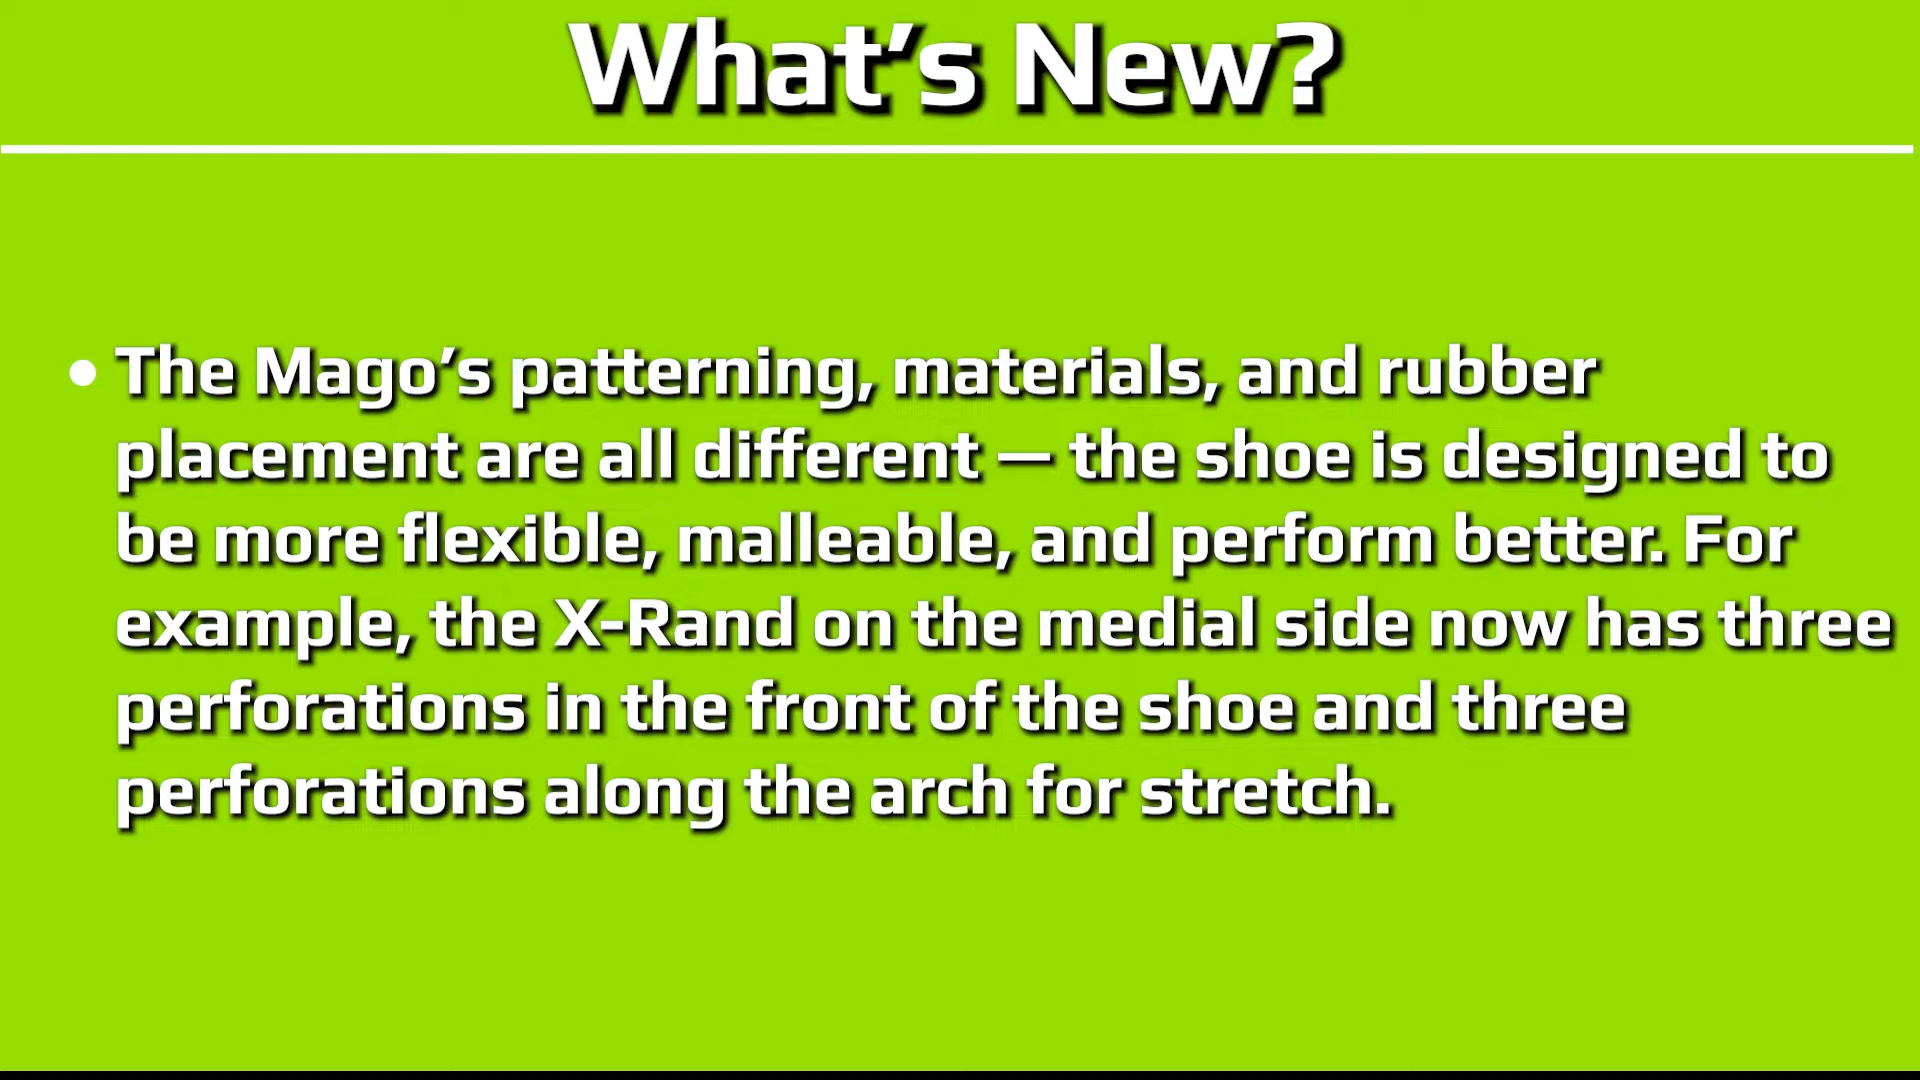 What’s New?
• The Mago’s patterning, materials, and rubber
placement are all different — the shoe is designed to
be more flexible, malleable, and perform better. For
example, the X-Rand on the medial side now has three
perforations in the front of the shoe and three
perforations along the arch for stretch.